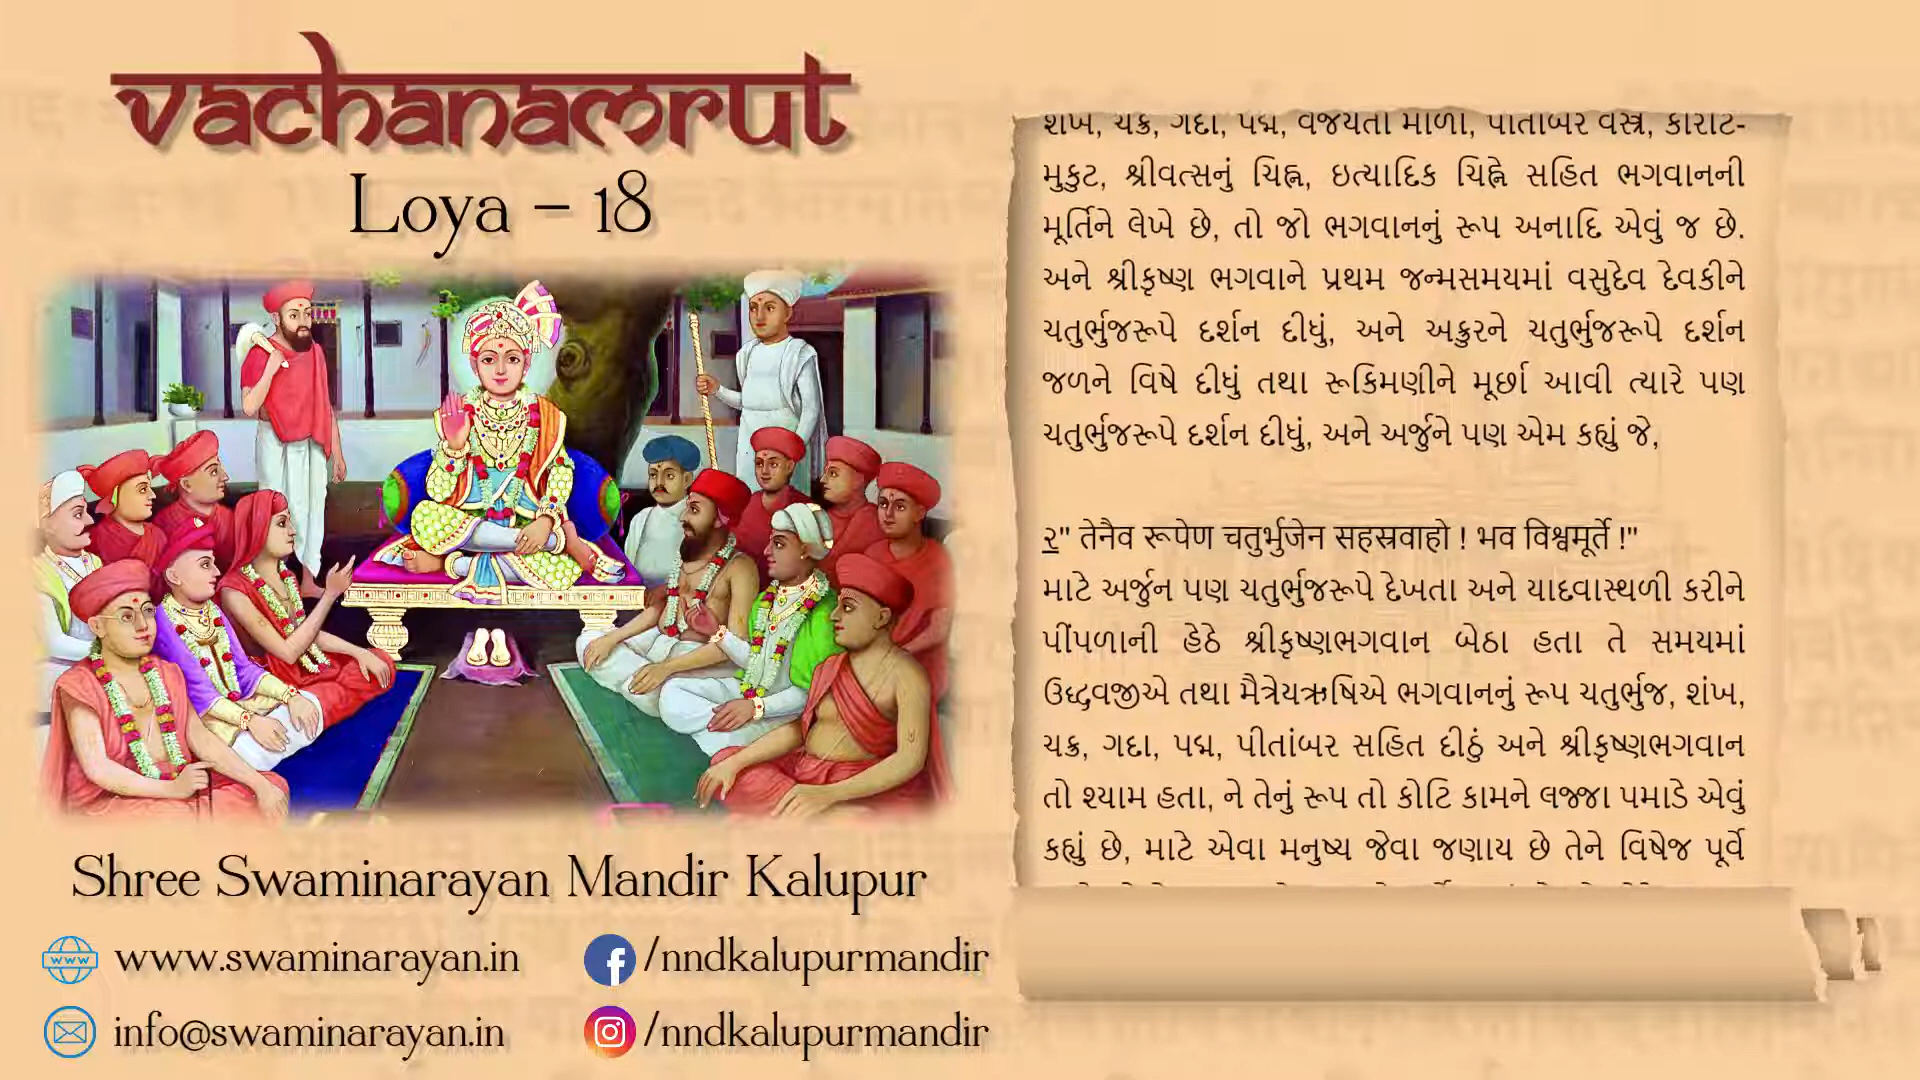 vachanamrut
Loya – 18
Shree Swaminarayan Mandir Kalupur
www.swaminarayan.in
/nndkalupurmandir
info@swaminarayan.in
/nndkalupurmandir
શંખ, ચક્ર, ગદા, પદ્મ, વૈજયંતી માળા, પીતાંબર વસ્ત્ર, કીરીટ-
મુકુટ, શ્રીવત્સનું ચિહ્ન, ઇત્યાદિક ચિહ્ને સહિત ભગવાનની
મૂર્તિને લેખે છે, તો જો ભગવાનનું રૂપ અનાદિ એવું જ છે.
અને શ્રીકૃષ્ણ ભગવાને પ્રથમ જન્મસમયમાં વસુદેવ દેવકીને
ચતુર્ભુજરૂપે દર્શન દીધું, અને અક્રુરને ચતુર્ભુજરૂપે દર્શન
જળને વિષે દીધું તથા રૂકિમણીને મૂર્છા આવી ત્યારે પણ
ચતુર્ભુજરૂપે દર્શન દીધું, અને અર્જુને પણ એમ કહ્યું જે,
૨" તેનૈવ રૂપેણ चतुर्भुजेन सहस्रवाहो ! भव विश्वमूर्ते !"
માટે અર્જુન પણ ચતુર્ભુજરૂપે દેખતા અને યાદવાસ્થળી કરીને
પીંપળાની હેઠે શ્રીકૃષ્ણભગવાન બેઠા હતા તે સમયમાં
ઉદ્ધવજીએ તથા મૈત્રેયઋષિએ ભગવાનનું રૂપ ચતુર્ભુજ, શંખ,
ચક્ર, ગદા, પદ્મ, પીતાંબર સહિત દીઠું અને શ્રીકૃષ્ણભગવાન
તો શ્યામ હતા, ને તેનું રૂપ તો કોટિ કામને લજ્જા પમાડે એવું
કહ્યું છે, માટે એવા મનુષ્ય જેવા જણાય છે તેને વિષેજ પૂર્વે